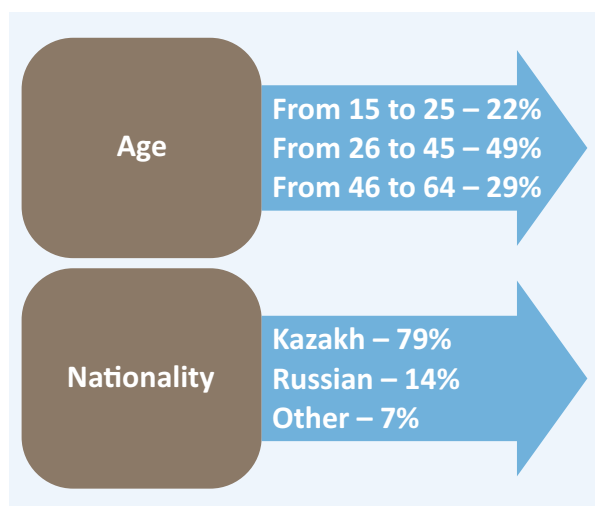 Age
From 15 to 25 – 22%
From 26 to 45 – 49%
From 46 to 64 – 29%
Nationality
Kazakh – 79%
Russian – 14%
Other – 7%